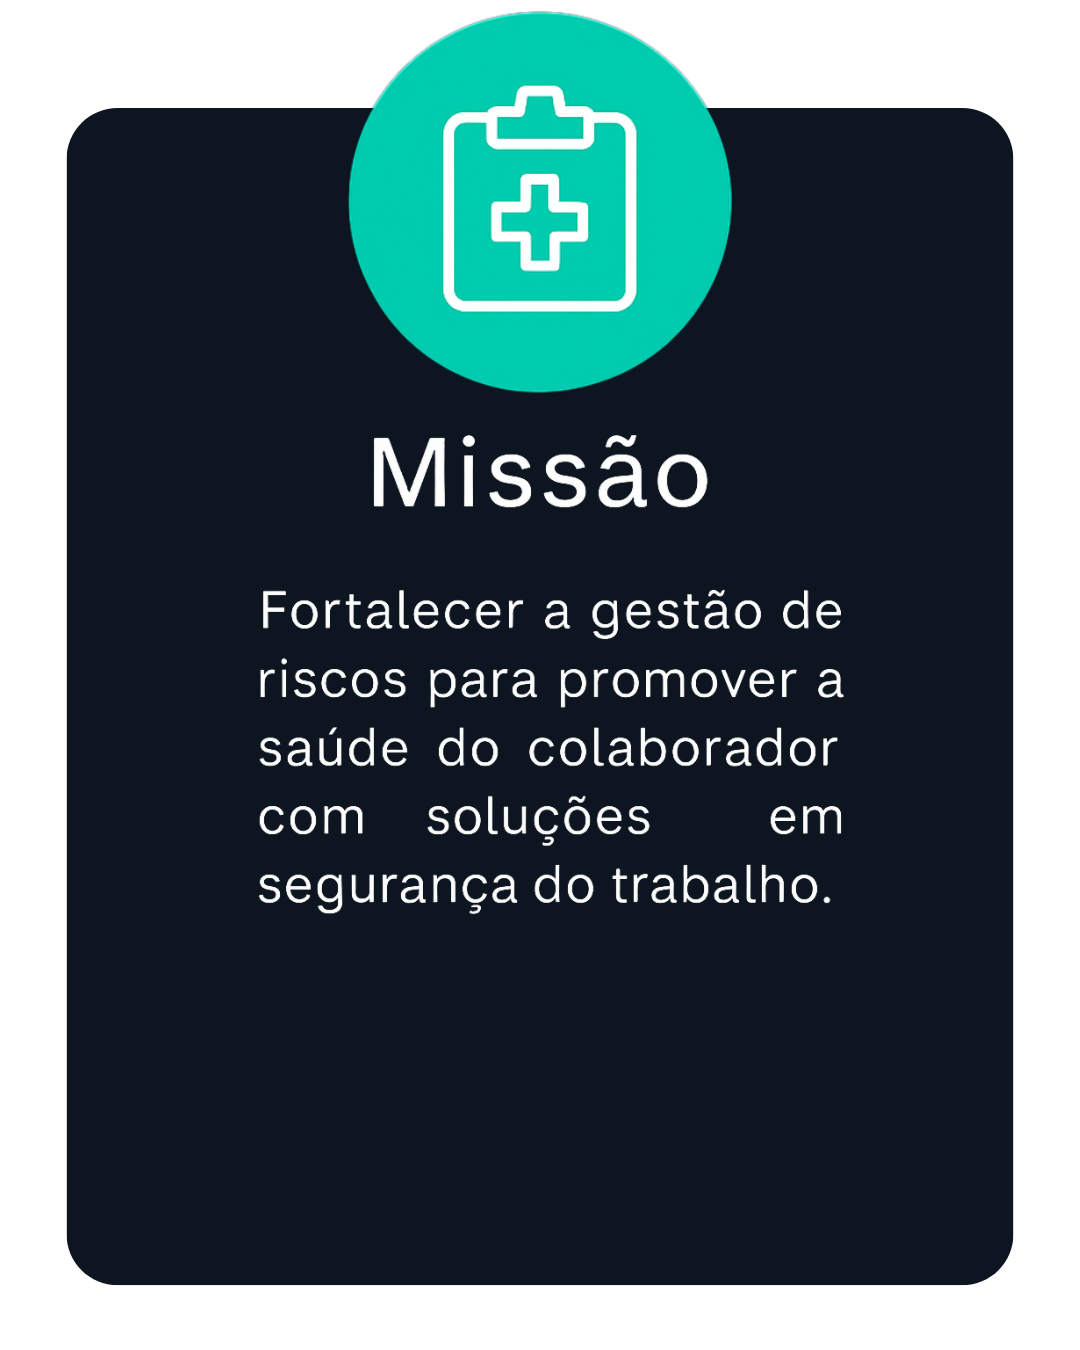 Missão
Fortalecer a gestão de
riscos para promover a
saúde do colaborador
com soluções em
segurança do trabalho.